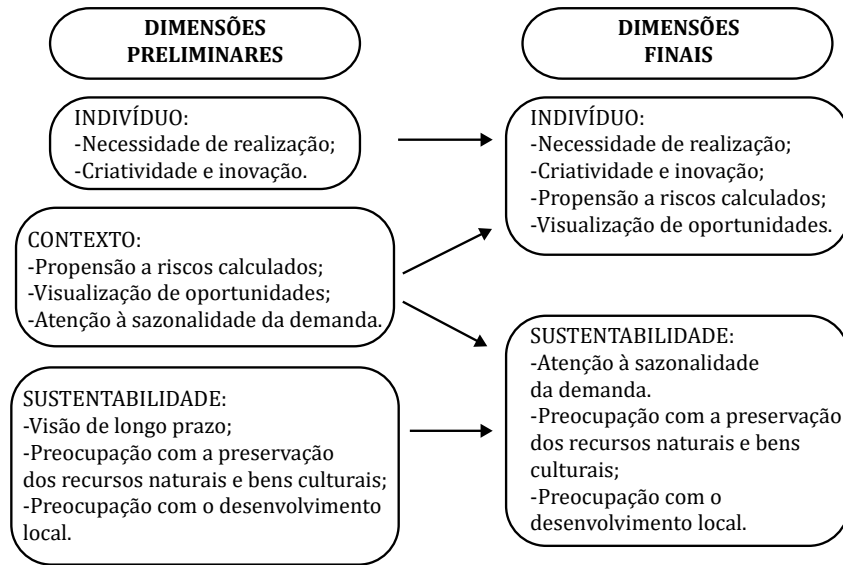 DIMENSÕES
PRELIMINARES
INDIVÍDUO:
-Necessidade de realização;
-Criatividade e inovação.
CONTEXTO:
-Propensão a riscos calculados;
-Visualização de oportunidades;
-Atenção à sazonalidade da demanda.
SUSTENTABILIDADE:
-Visão de longo prazo;
-Preocupação com a preservação
dos recursos naturais e bens culturais;
-Preocupação com o desenvolvimento
local.
DIMENSÕES
FINAIS
INDIVÍDUO:
-Necessidade de realização;
-Criatividade e inovação;
-Propensão a riscos calculados;
-Visualização de oportunidades.
SUSTENTABILIDADE:
-Atenção à sazonalidade
da demanda.
-Preocupação com a preservação
dos recursos naturais e bens
culturais;
-Preocupação com o
desenvolvimento local.